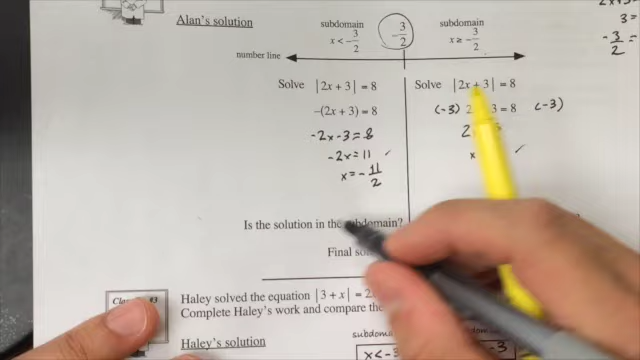 Alan's solution
subdomain
x < -3/2
-3/2
subdomain
x ≥ -3/2
3 =
-3/2 =
number line
Solve |2x + 3| = 8
-(2x + 3) = 8
-2x-3=8
-2x=11
x=-11/2
Solve |2x + 3| = 8
(-3) 2 3 = 8 (-3)
2
x
Is the solution in the subdomain?
Final
#3
Haley solved the equation |3 + x| =
Complete Haley's work and compare the
Haley's solution
x<-3
-3